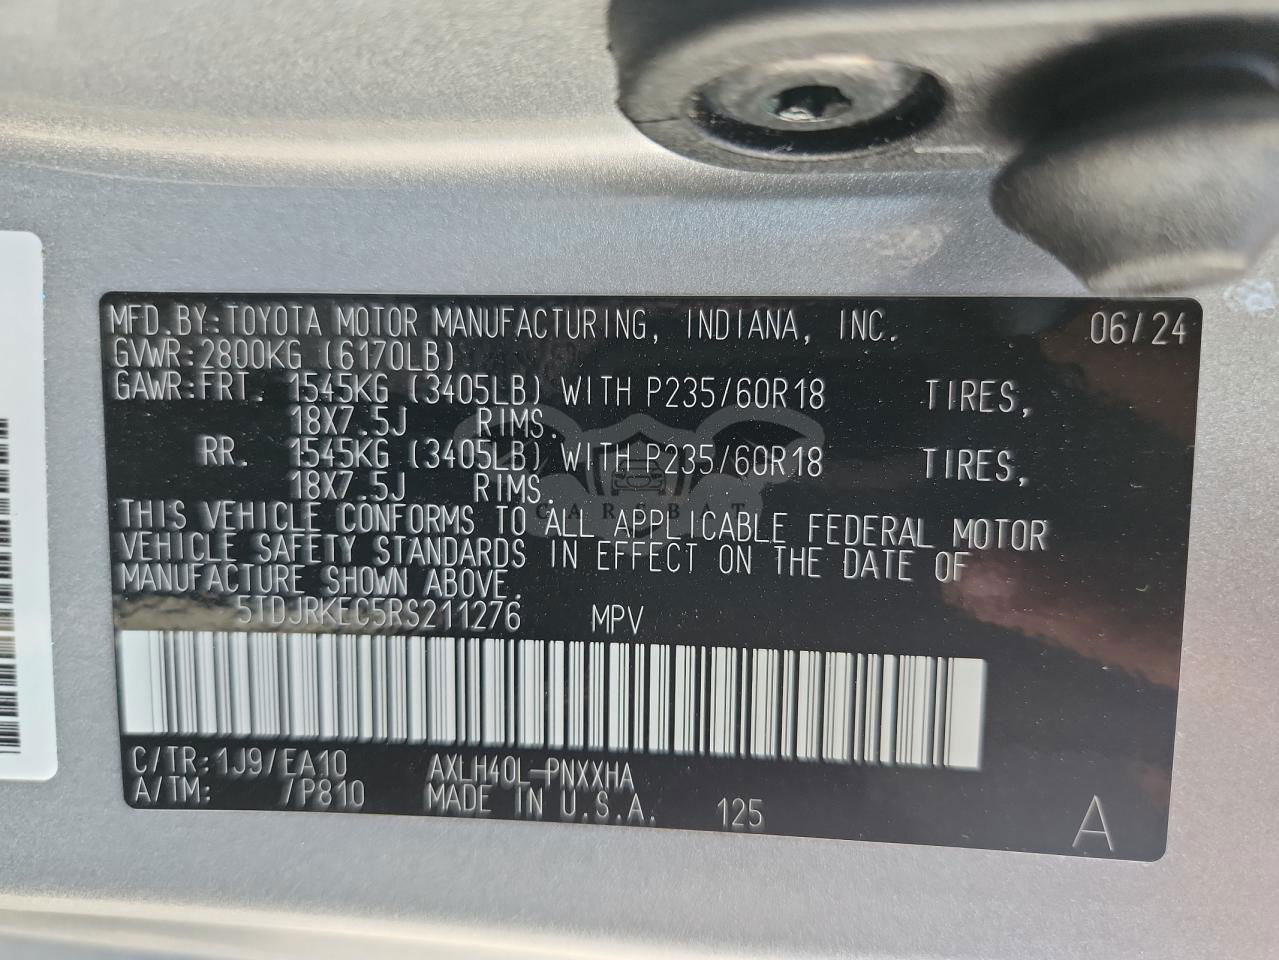 MFD.BY:TOYOTA MOTOR MANUFACTURING, INDIANA, INC. 06/24
GVWR:2800KG (6170LB)
GAWR:FRT. 1545KG (3405LB) WITH P235/60R18 TIRES,
18X7.5J RIMS.
RR. 1545KG (3405LB) WITH P235/60R18 TIRES,
18X7.5J RIMS.
CARSBAT
THIS VEHICLE CONFORMS TO ALL APPLICABLE FEDERAL MOTOR
VEHICLE SAFETY STANDARDS IN EFFECT ON THE DATE OF
MANUFACTURE SHOWN ABOVE.
5TDJRKEC5RS211276 MPV
C/TR:1J9/EA10 AXLH40L-PNXXHA
A/TM: /P810 MADE IN U.S.A. 125
A